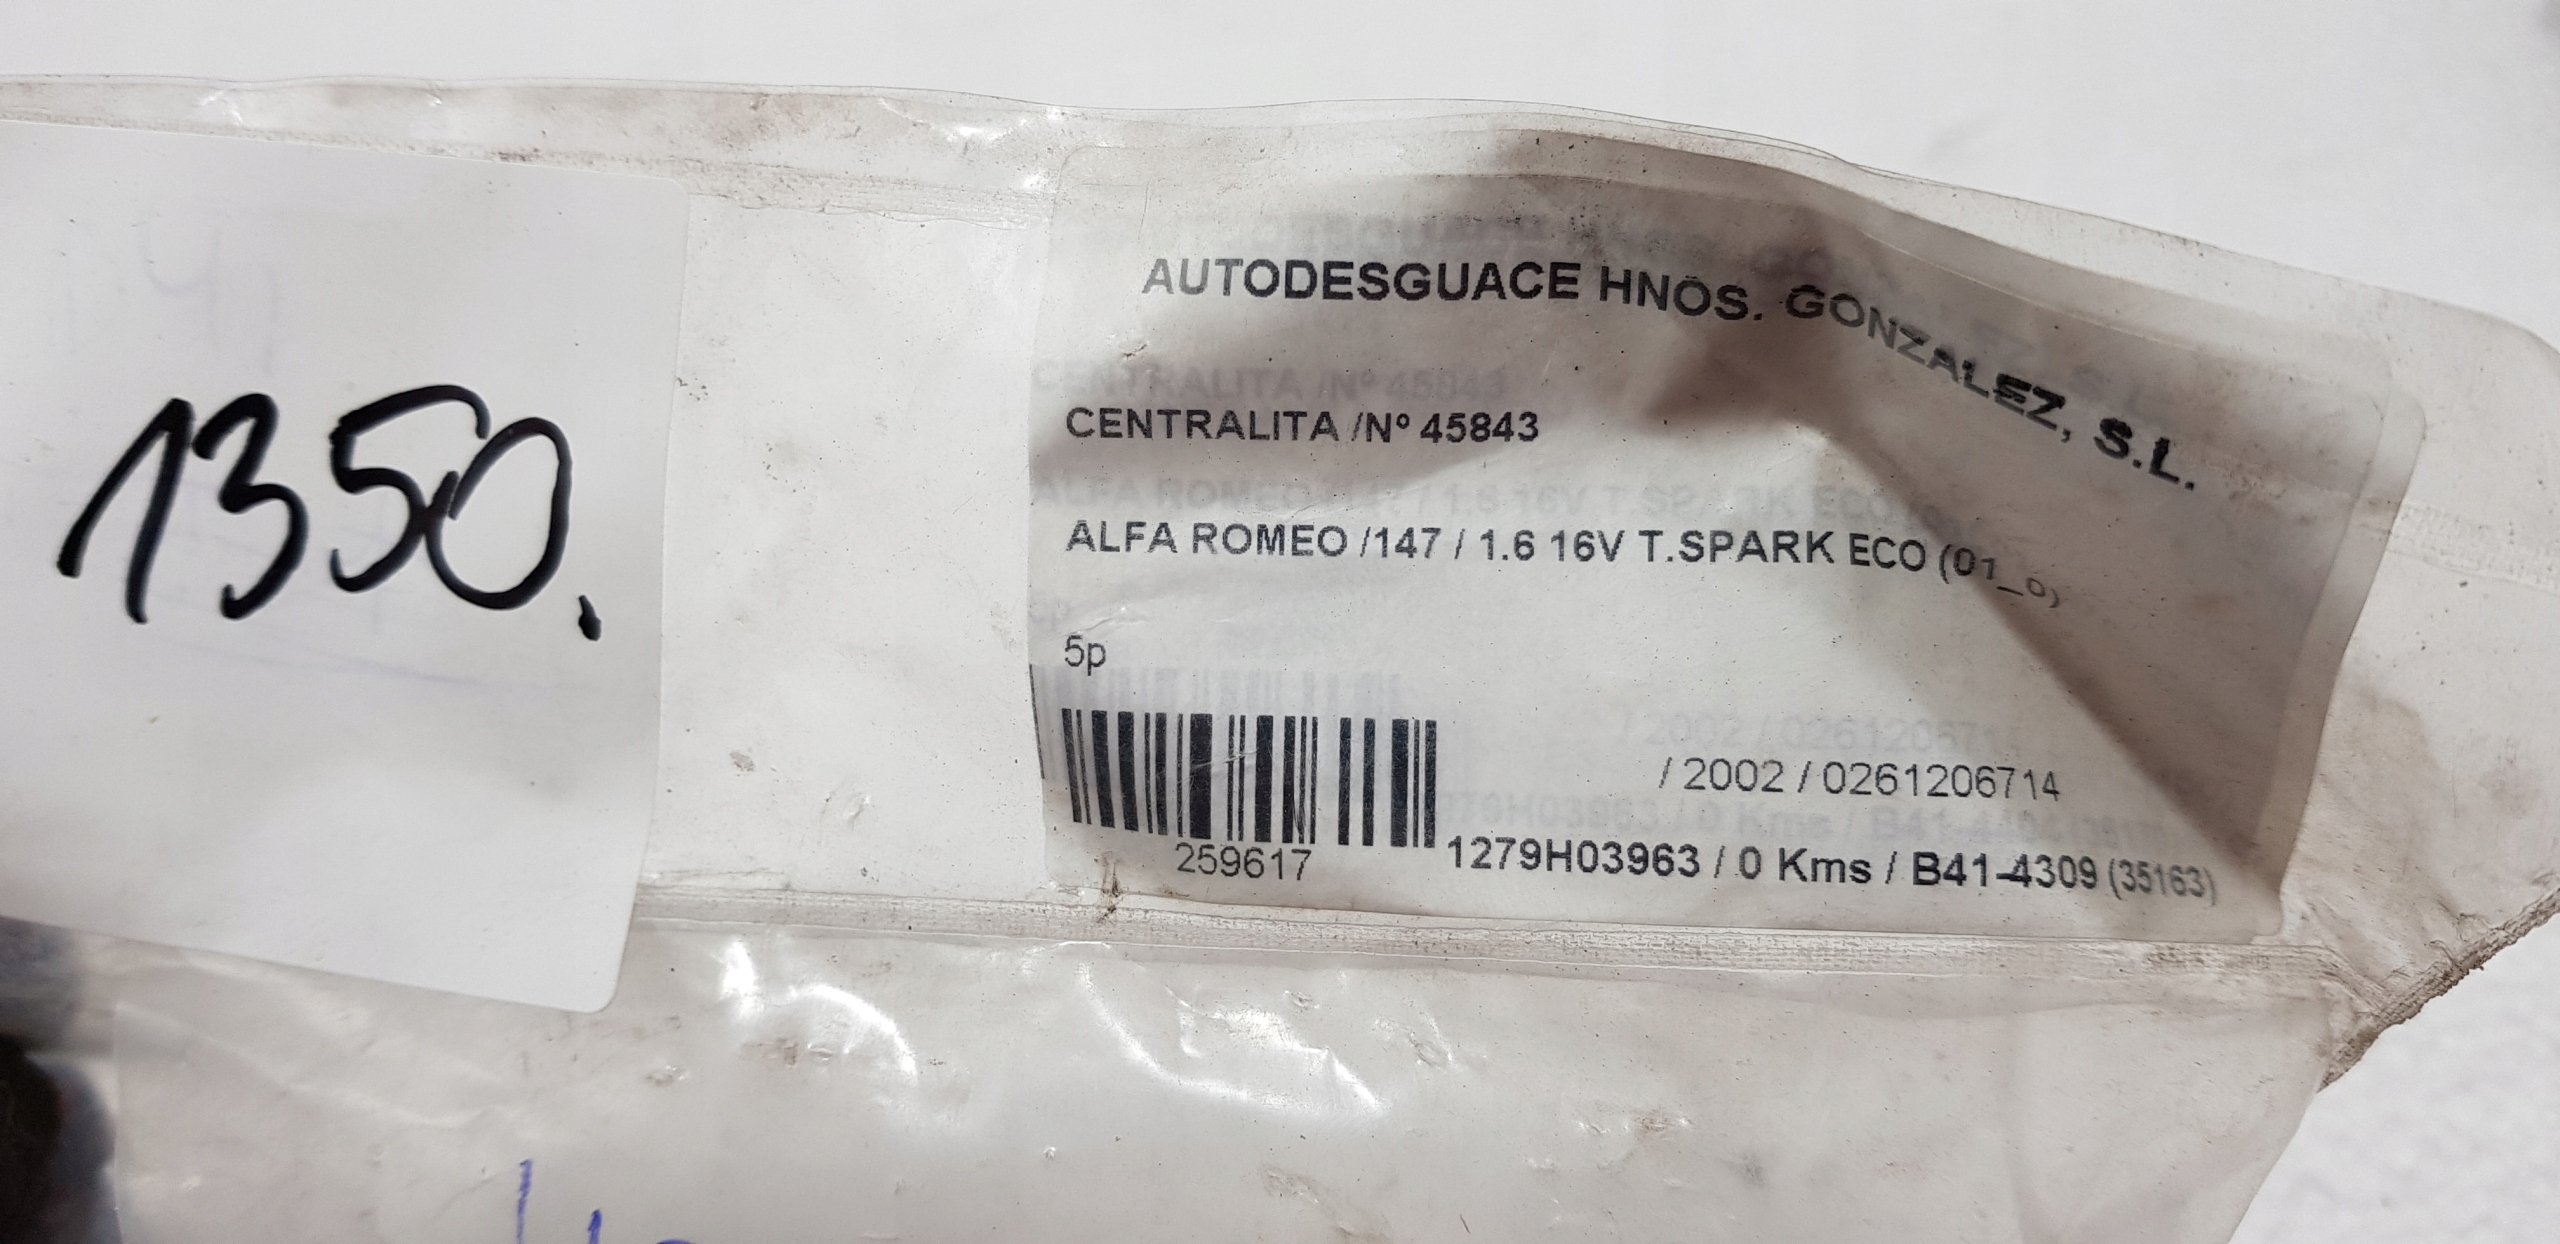 1350.
AUTODESGUACE HNOS. GONZALEZ, S.L.
CENTRALITA /Nº 45843
ALFA ROMEO /147 / 1.6 16V T.SPARK ECO (01_0)
5p
/ 2002 / 0261206714
259617
1279H03963 / 0 Kms / B41-4309 (35163)